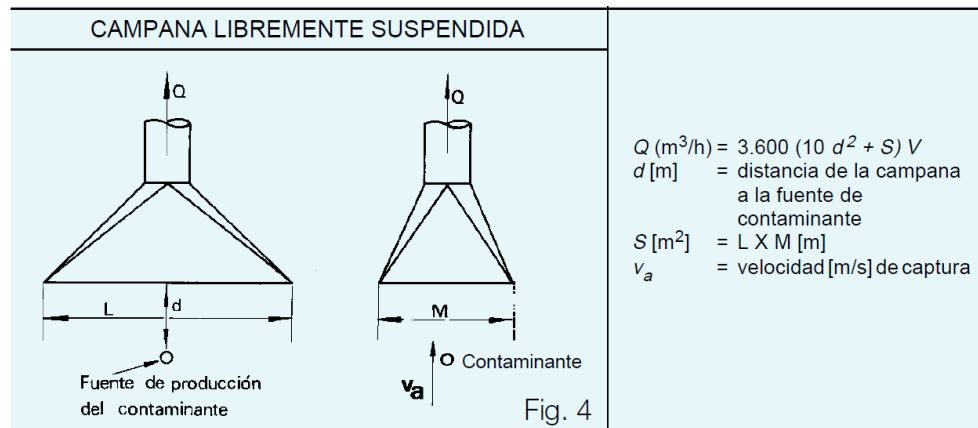 CAMPANA LIBREMENTE SUSPENDIDA
Q
Q
L
d
M
Fuente de producción
del contaminante
Contaminante
va
Fig. 4
Q (m³/h) = 3.600 (10 d² + S) V
d [m] = distancia de la campana
a la fuente de
contaminante
S [m²] = L X M [m]
va = velocidad [m/s] de captura